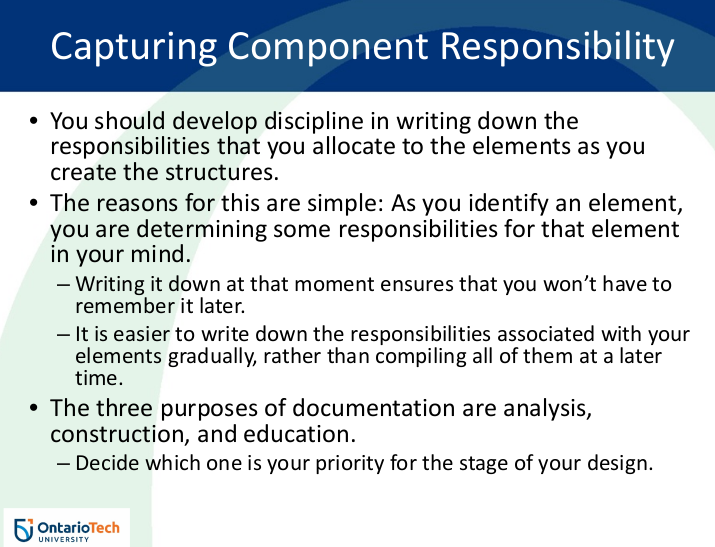 Capturing Component Responsibility
• You should develop discipline in writing down the
responsibilities that you allocate to the elements as you
create the structures.
• The reasons for this are simple: As you identify an element,
you are determining some responsibilities for that element
in your mind.
– Writing it down at that moment ensures that you won’t have to
remember it later.
– It is easier to write down the responsibilities associated with your
elements gradually, rather than compiling all of them at a later
time.
• The three purposes of documentation are analysis,
construction, and education.
– Decide which one is your priority for the stage of your design.
OntarioTech
UNIVERSITY